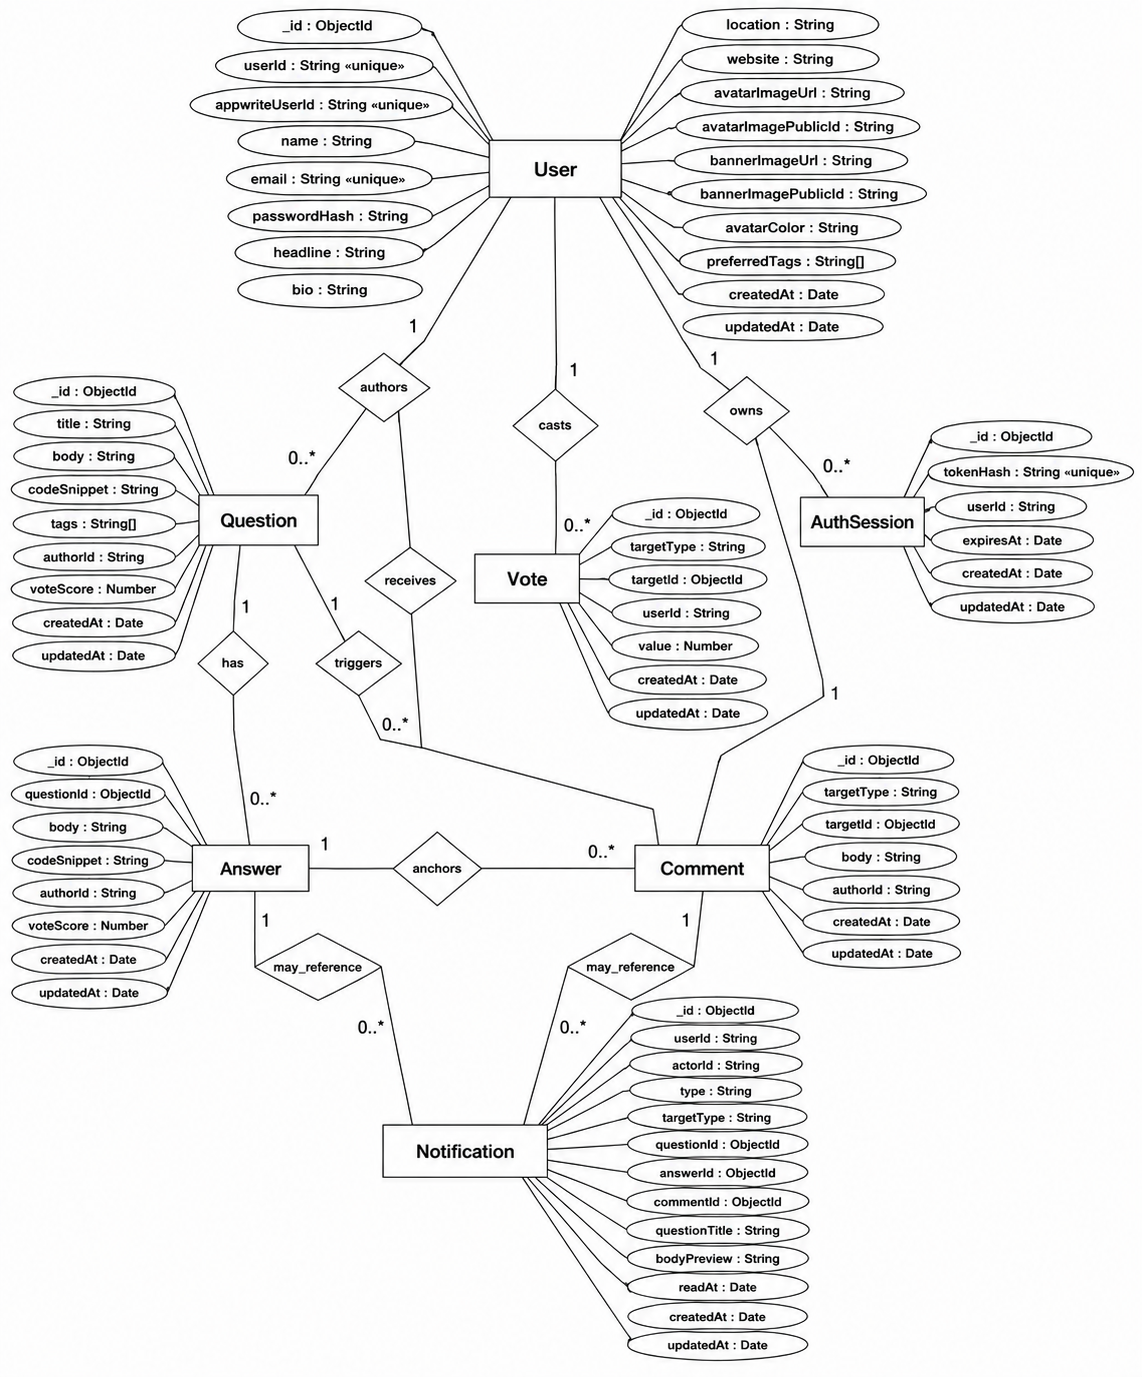 _id : ObjectId
userId : String «unique»
appwriteUserId : String «unique»
name : String
email : String «unique»
passwordHash : String
headline : String
bio : String
User
location : String
website : String
avatarImageUrl : String
avatarImagePublicId : String
bannerImageUrl : String
bannerImagePublicId : String
avatarColor : String
preferredTags : String[]
createdAt : Date
updatedAt : Date
1
authors
0..*
1
casts
0..*
1
owns
0..*
_id : ObjectId
title : String
body : String
codeSnippet : String
tags : String[]
authorId : String
voteScore : Number
createdAt : Date
updatedAt : Date
Question
receives
Vote
_id : ObjectId
targetType : String
targetId : ObjectId
userId : String
value : Number
createdAt : Date
updatedAt : Date
AuthSession
_id : ObjectId
tokenHash : String «unique»
userId : String
expiresAt : Date
createdAt : Date
updatedAt : Date
1
has
0..*
1
triggers
0..*
1
_id : ObjectId
questionId : ObjectId
body : String
codeSnippet : String
authorId : String
voteScore : Number
createdAt : Date
updatedAt : Date
Answer
1
anchors
0..*
Comment
_id : ObjectId
targetType : String
targetId : ObjectId
body : String
authorId : String
createdAt : Date
updatedAt : Date
1
may_reference
0..*
1
may_reference
0..*
Notification
_id : ObjectId
userId : String
actorId : String
type : String
targetType : String
questionId : ObjectId
answerId : ObjectId
commentId : ObjectId
questionTitle : String
bodyPreview : String
readAt : Date
createdAt : Date
updatedAt : Date